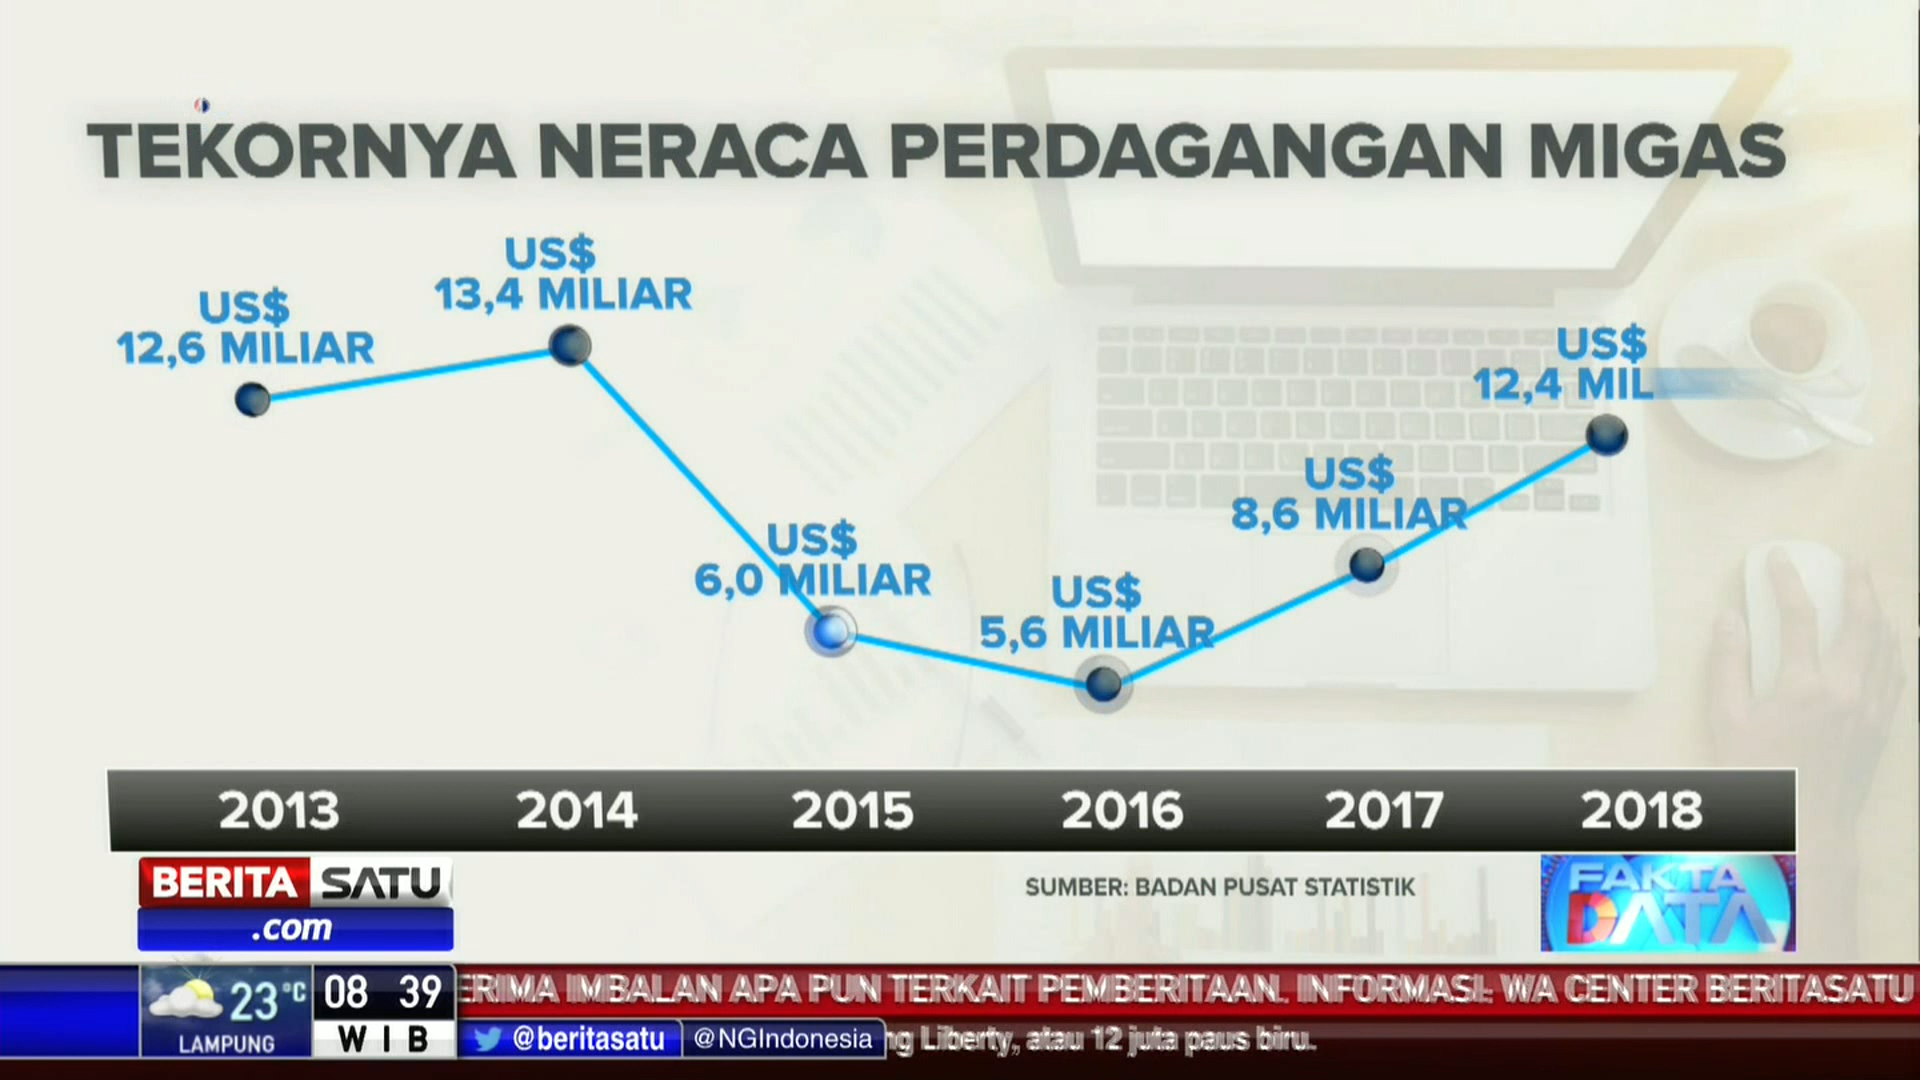 TEKORNYA NERACA PERDAGANGAN MIGAS
US$
12,6 MILIAR
US$
13,4 MILIAR
US$
6,0 MILIAR
US$
5,6 MILIAR
US$
8,6 MILIAR
US$
12,4 MIL
2013 2014 2015 2016 2017 2018
BERITA SATU
.com
SUMBER: BADAN PUSAT STATISTIK
FAKTA
DATA
23°C
LAMPUNG
08 39
WIB
ERIMA IMBALAN APA PUN TERKAIT PEMBERITAAN. INFORMASI: WA CENTER BERITASATU
@beritasatu @NGIndonesia ng Liberty, atau 12 juta paus biru.